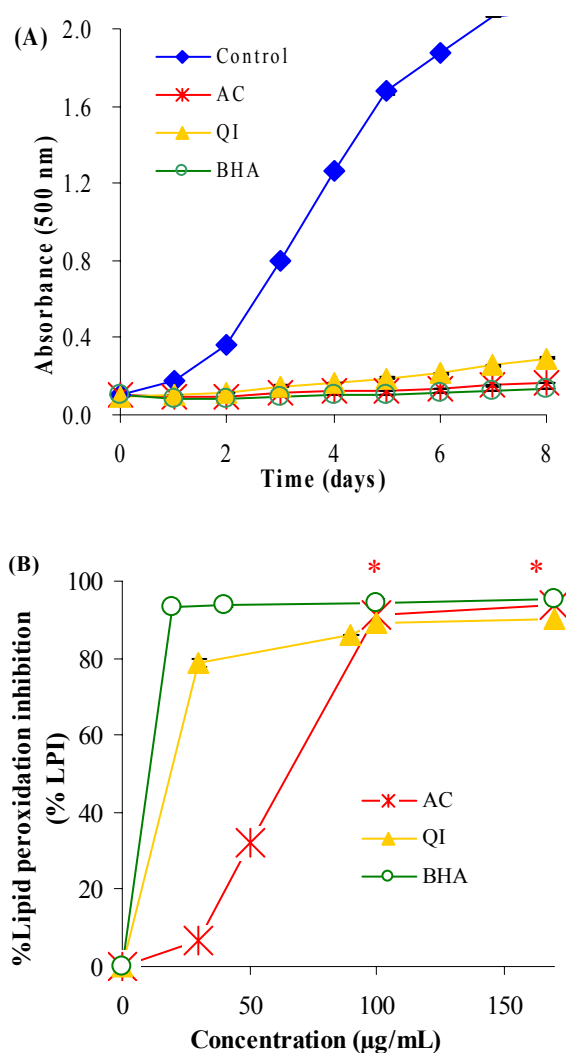 (A)
2.0
1.6
1.2
0.8
0.4
0.0
Absorbance (500 nm)
Control
AC
QI
BHA
0 2 4 6 8
Time (days)
(B)
* *
100
80
60
40
20
0
%Lipid peroxidation inhibition
(% LPI)
AC
QI
BHA
0 50 100 150
Concentration (µg/mL)